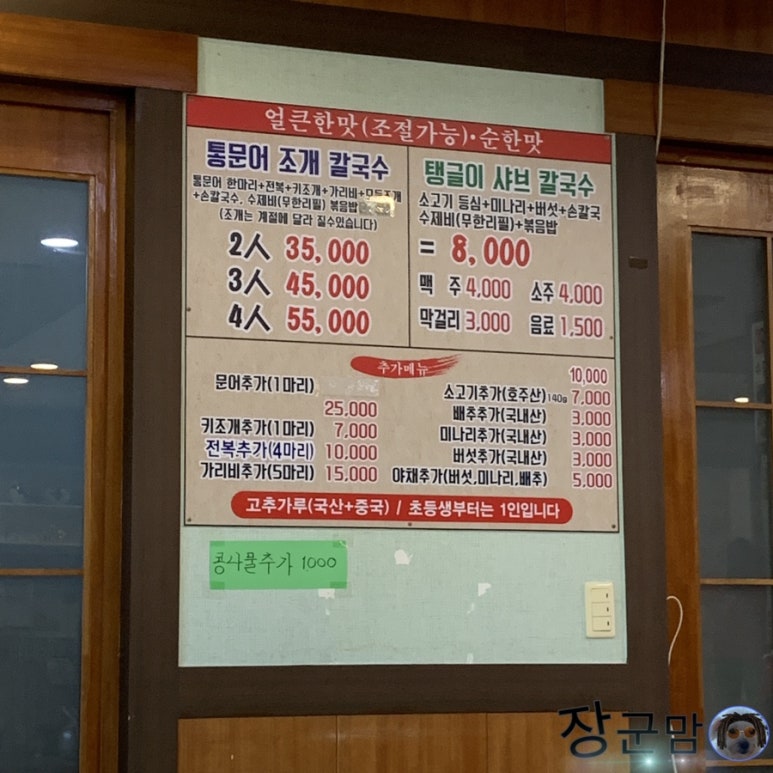 얼큰한맛(조절가능)·순한맛
통문어 조개 칼국수
통문어 한마리+전복+키조개+가리비+모듬조개
+손칼국수, 수제비(무한리필) 볶음밥
(조개는 계절에 달라 질수있습니다)
2人 35,000
3人 45,000
4人 55,000
탱글이 샤브 칼국수
소고기 등심+미나리+버섯+손칼국
수제비(무한리필)+볶음밥
= 8,000
맥 주 4,000 소주 4,000
막걸리 3,000 음료 1,500
추가메뉴
문어추가(1마리)
25,000
키조개추가(1마리) 7,000
전복추가(4마리) 10,000
가리비추가(5마리) 15,000
10,000
소고기추가(호주산) 140g 7,000
배추추가(국내산) 3,000
미나리추가(국내산) 3,000
버섯추가(국내산) 3,000
야채추가(버섯,미나리,배추) 5,000
고추가루(국산+중국) / 초등생부터는 1인입니다
콩사물추가 1000
장군맘